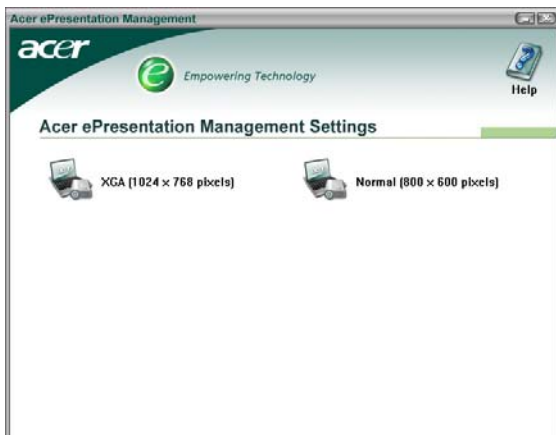 Acer ePresentation Management
acer
e Empowering Technology
Help
Acer ePresentation Management Settings
XGA (1024 x 768 pixels)
Normal (800 x 600 pixels)